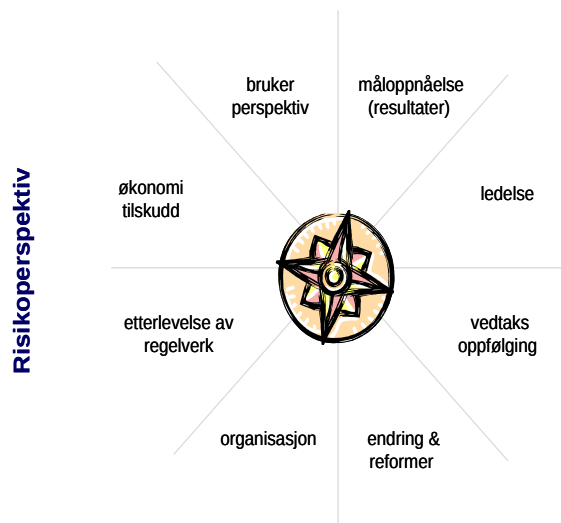 Risikoperspektiv
bruker
perspektiv
måloppnåelse
(resultater)
økonomi
tilskudd
ledelse
etterlevelse av
regelverk
vedtaks
oppfølging
organisasjon
endring &
reformer